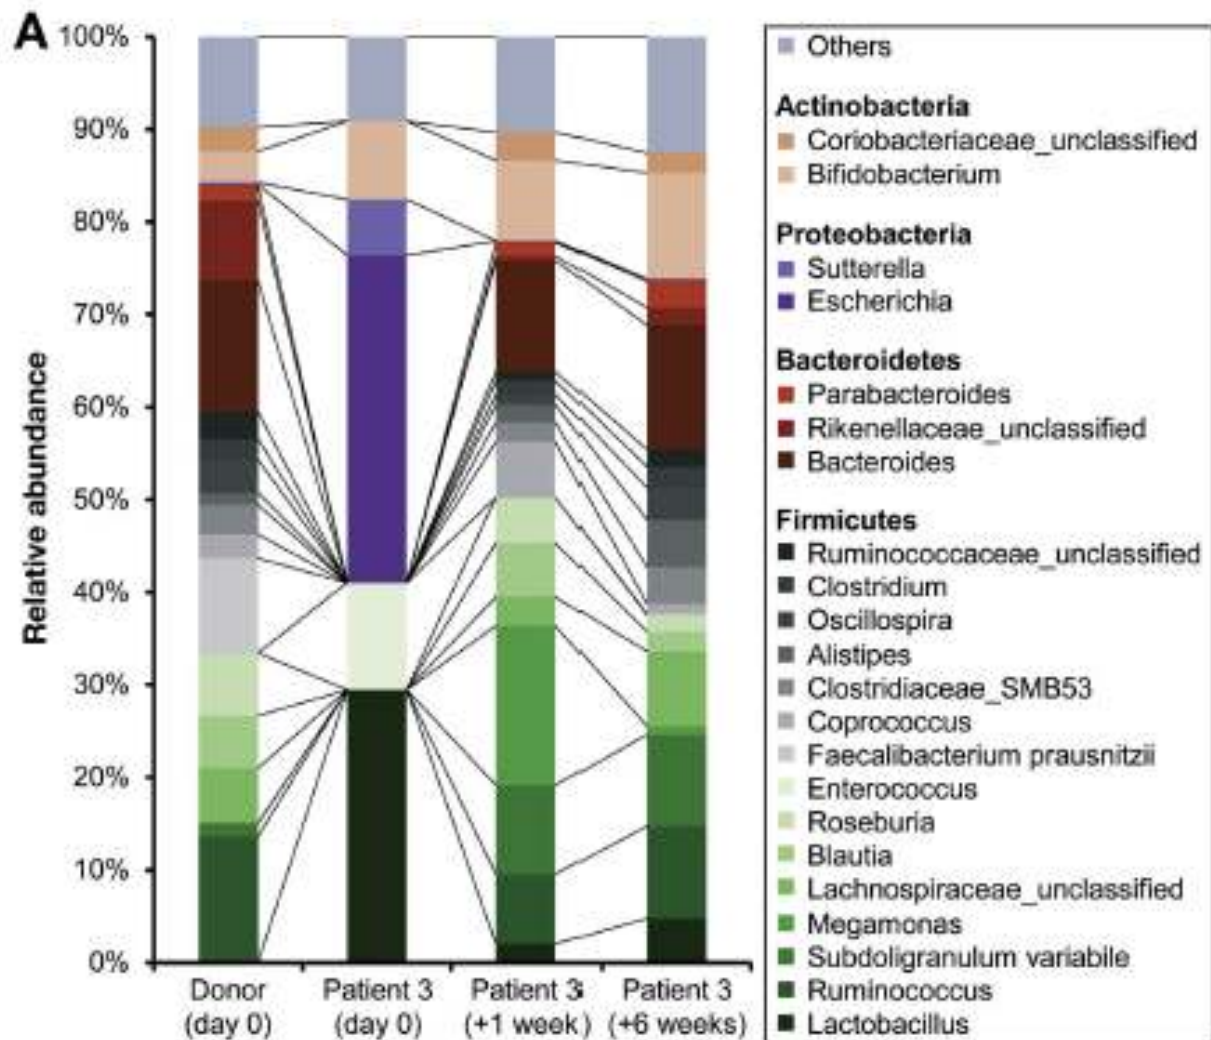 A
100%
90%
80%
70%
60%
50%
40%
30%
20%
10%
0%
Relative abundance
Donor
(day 0)
Patient 3
(day 0)
Patient 3
(+1 week)
Patient 3
(+6 weeks)
Others
Actinobacteria
Coriobacteriaceae_unclassified
Bifidobacterium
Proteobacteria
Sutterella
Escherichia
Bacteroidetes
Parabacteroides
Rikenellaceae_unclassified
Bacteroides
Firmicutes
Ruminococcaceae_unclassified
Clostridium
Oscillospira
Alistipes
Clostridiaceae_SMB53
Coprococcus
Faecalibacterium prausnitzii
Enterococcus
Roseburia
Blautia
Lachnospiraceae_unclassified
Megamonas
Subdoligranulum variabile
Ruminococcus
Lactobacillus